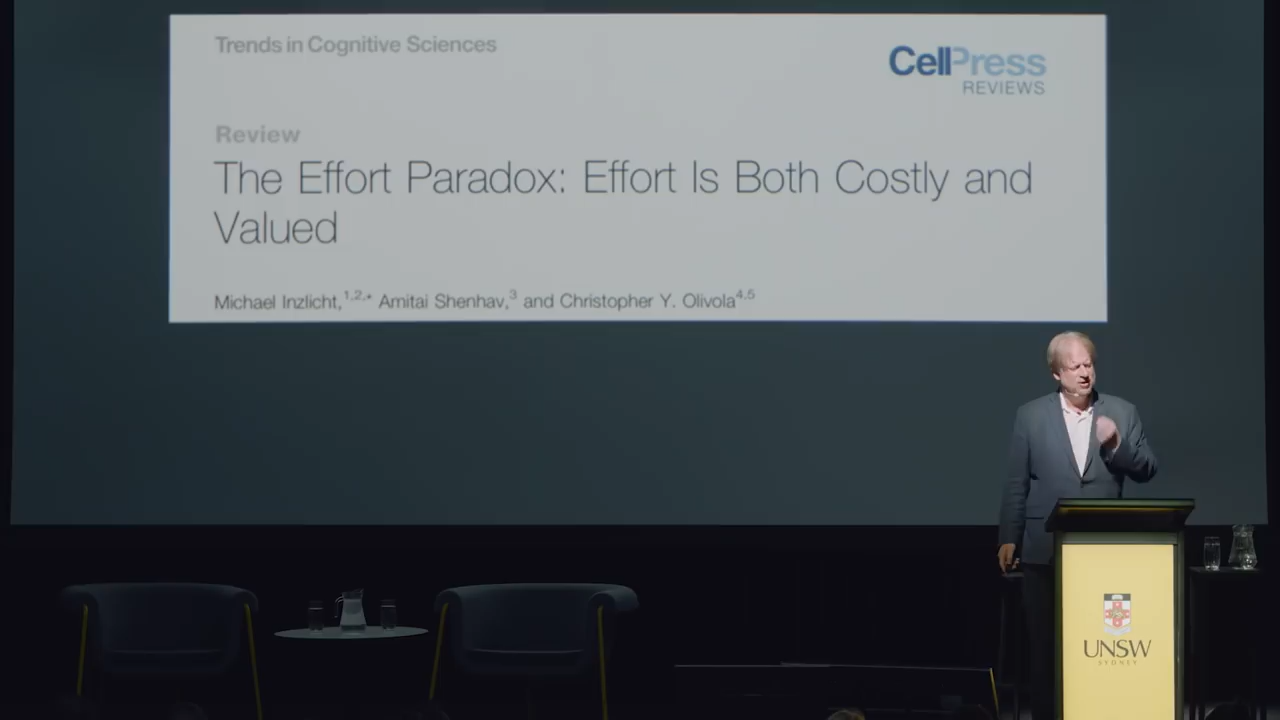 Trends in Cognitive Sciences
CellPress
REVIEWS
Review
The Effort Paradox: Effort Is Both Costly and
Valued
Michael Inzlicht,1,2,* Amitai Shenhav,3 and Christopher Y. Olivola4,5
UNSW
SYDNEY